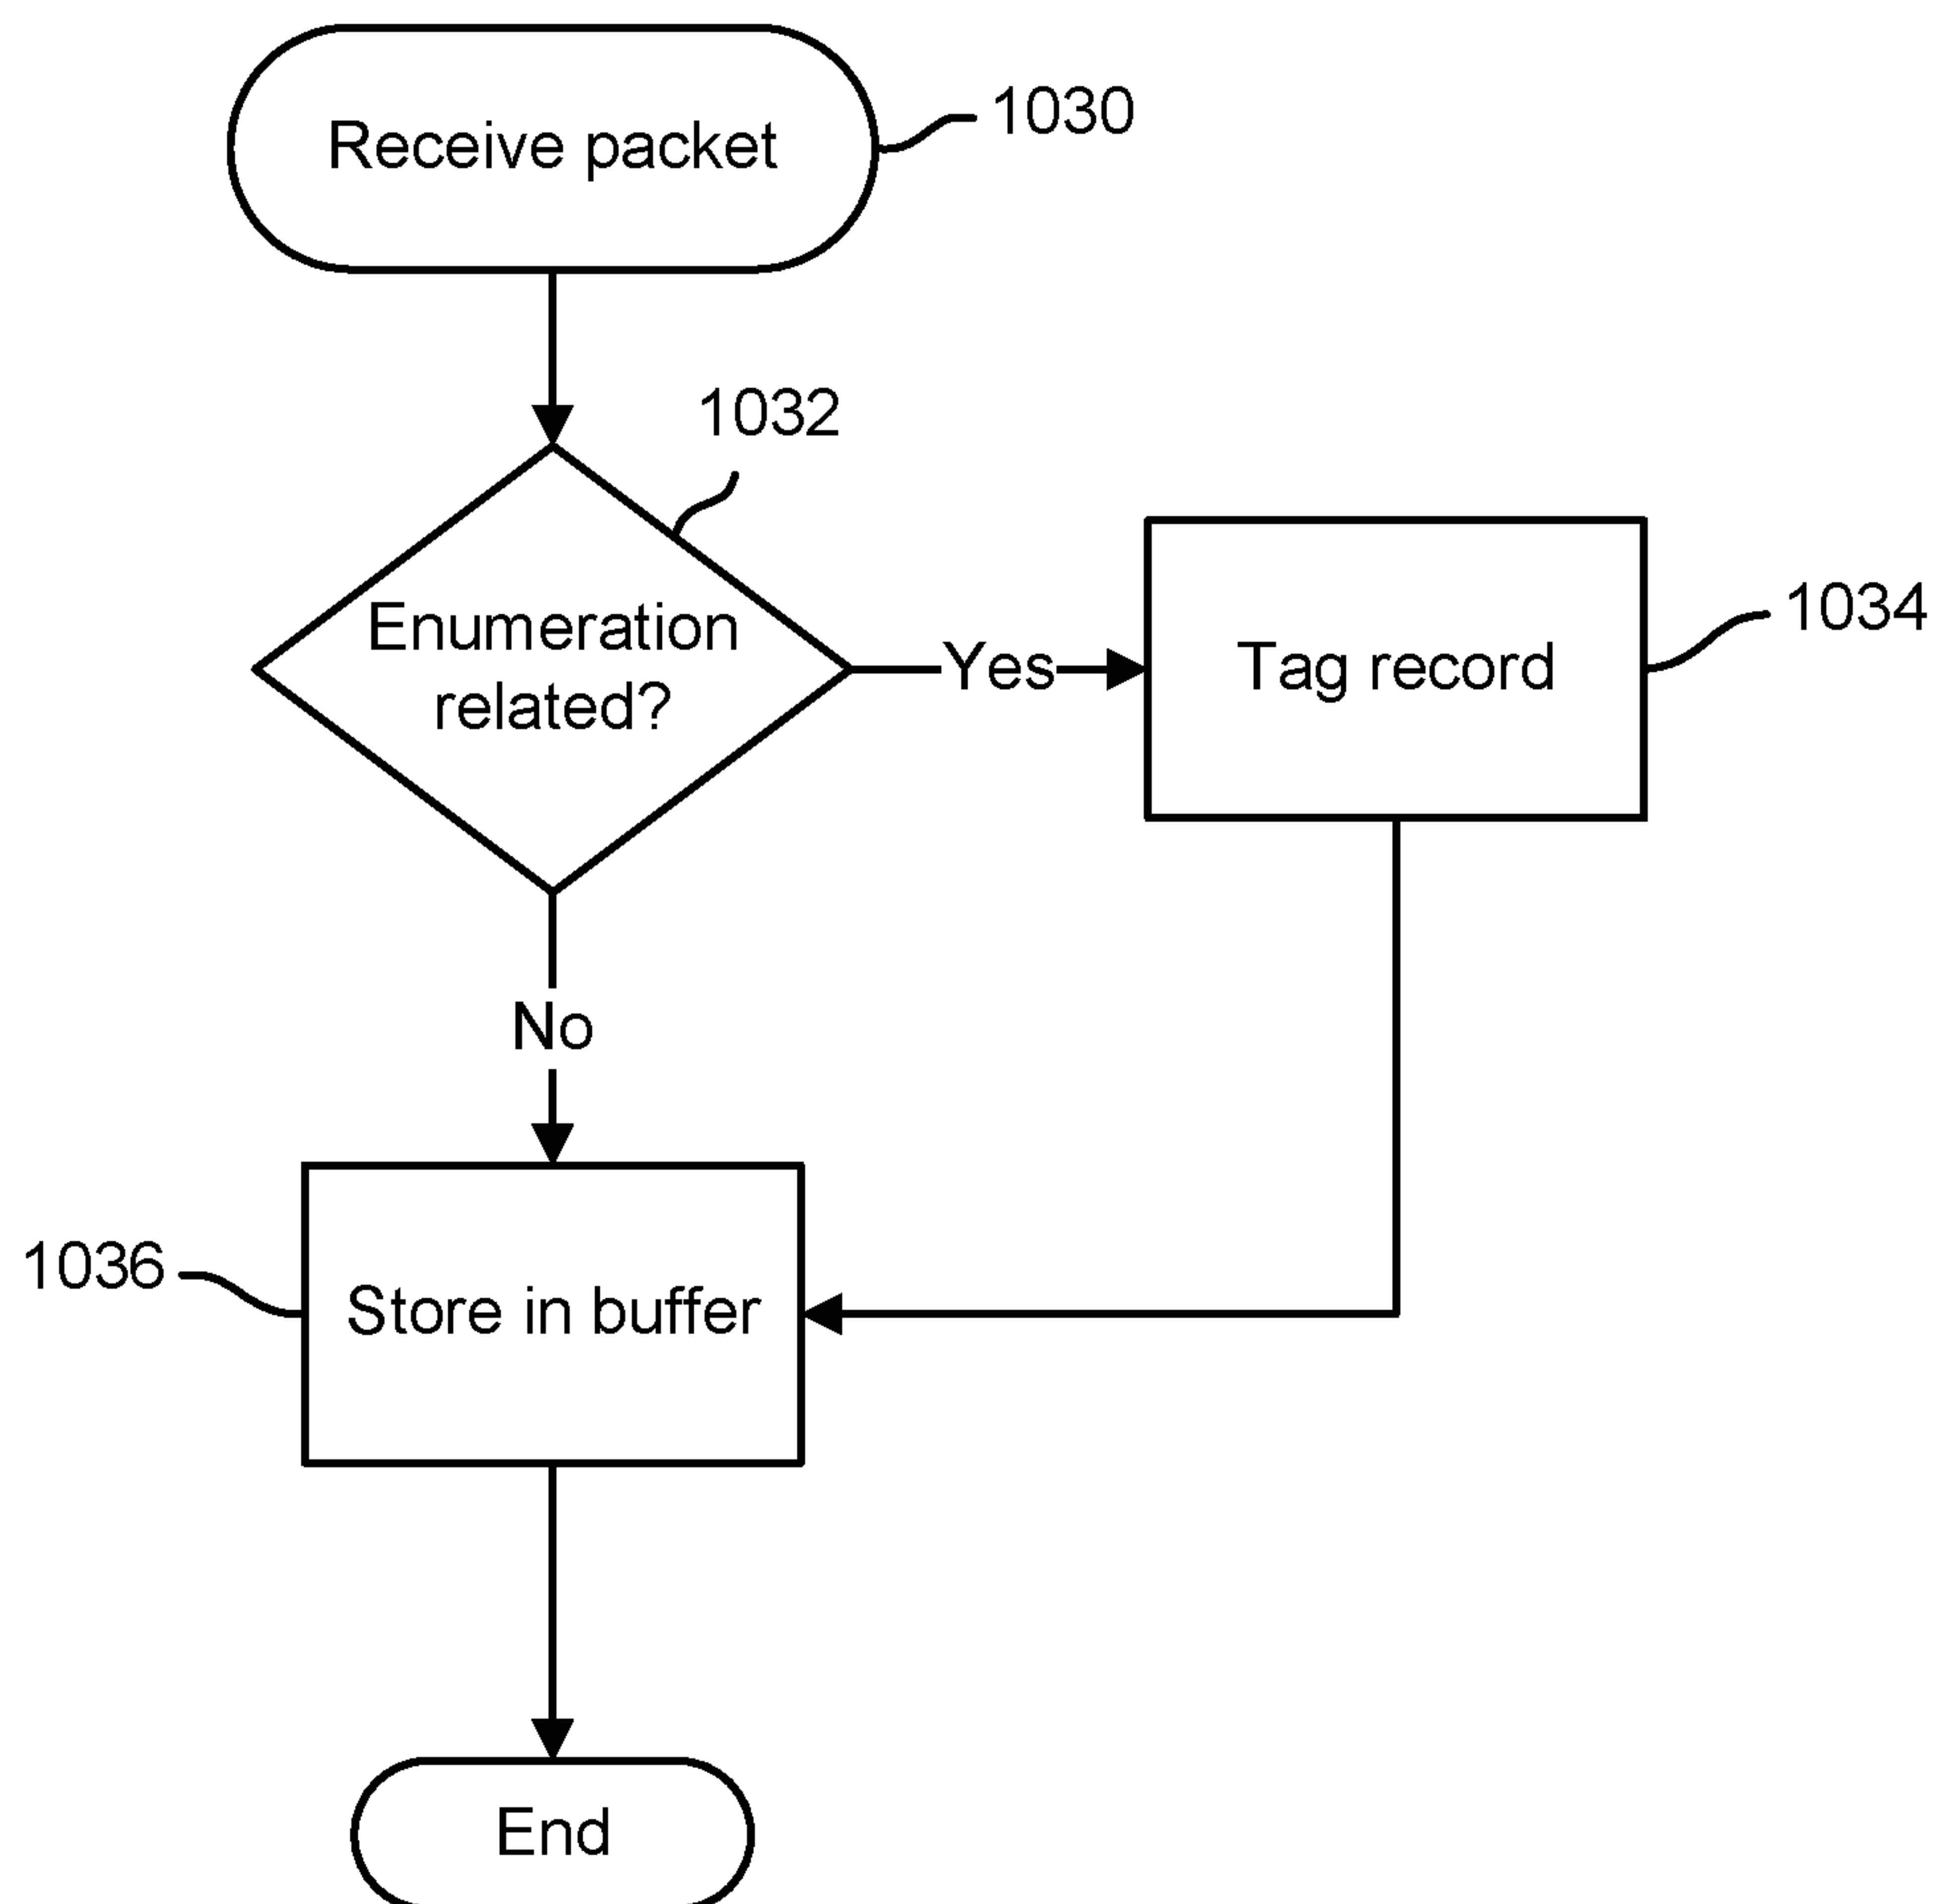 Receive packet
1030
1032
Enumeration
related?
Yes
Tag record
1034
No
1036
Store in buffer
End